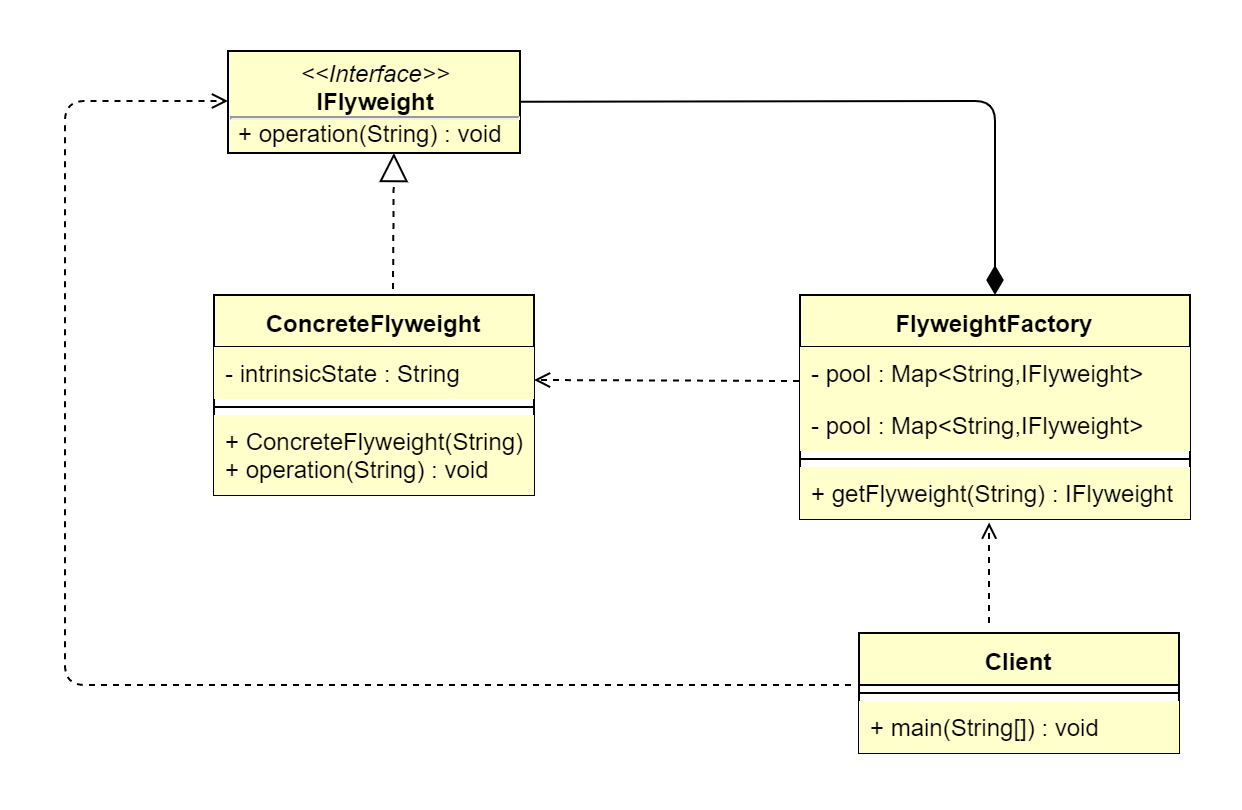 <<Interface>>
IFlyweight
+ operation(String) : void
ConcreteFlyweight
- intrinsicState : String
+ ConcreteFlyweight(String)
+ operation(String) : void
FlyweightFactory
- pool : Map<String,IFlyweight>
- pool : Map<String,IFlyweight>
+ getFlyweight(String) : IFlyweight
Client
+ main(String[]) : void